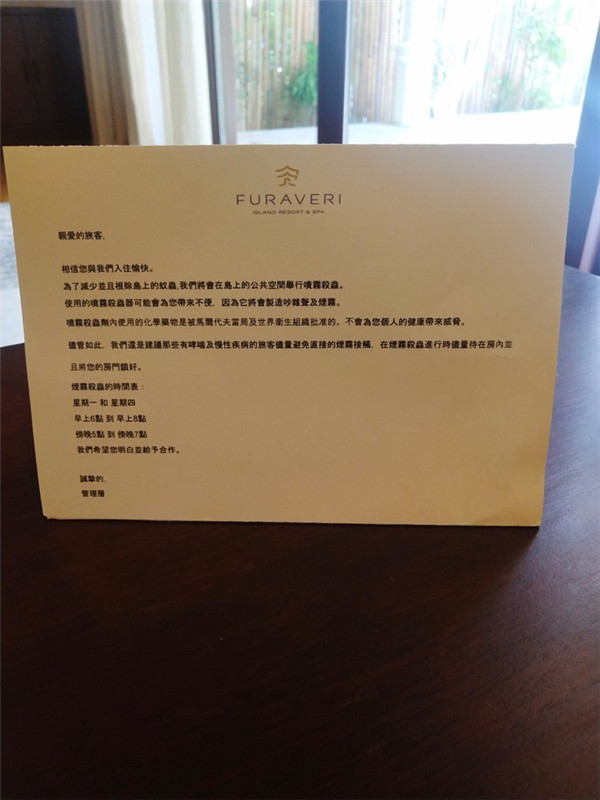 FURAVERI
ISLAND RESORT & SPA
親愛的旅客,
相信您與我們入住愉快。
為了減少並且根除島上的蚊蟲,我們將會在島上的公共空間舉行噴霧殺蟲。
使用的噴霧殺蟲器可能會為您帶來不便, 因為它將會製造吵雜聲及煙霧。
噴霧殺蟲劑內使用的化學藥物是被馬爾代夫當局及世界衛生組織批准的, 不會為您個人的健康帶來威脅。
儘管如此, 我們還是建議那些有哮喘及慢性疾病的旅客儘量避免直接的煙霧接觸, 在煙霧殺蟲進行時儘量待在房內並
且將您的房門鎖好。
煙霧殺蟲的時間表:
星期一 和 星期四
早上6點 到 早上8點
傍晚5點 到 傍晚7點
我們希望您明白並給予合作。
誠摯的,
管理層